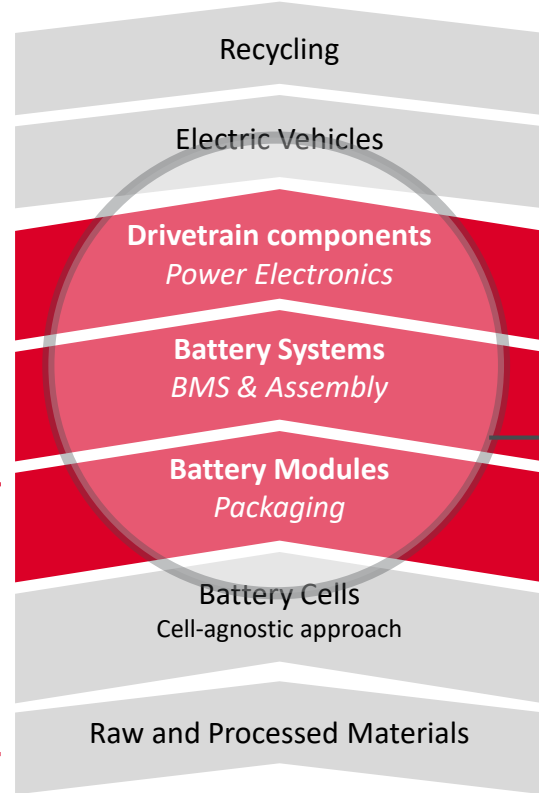 Recycling
Electric Vehicles
Drivetrain components
Power Electronics
Battery Systems
BMS & Assembly
Battery Modules
Packaging
Battery Cells
Cell-agnostic approach
Raw and Processed Materials